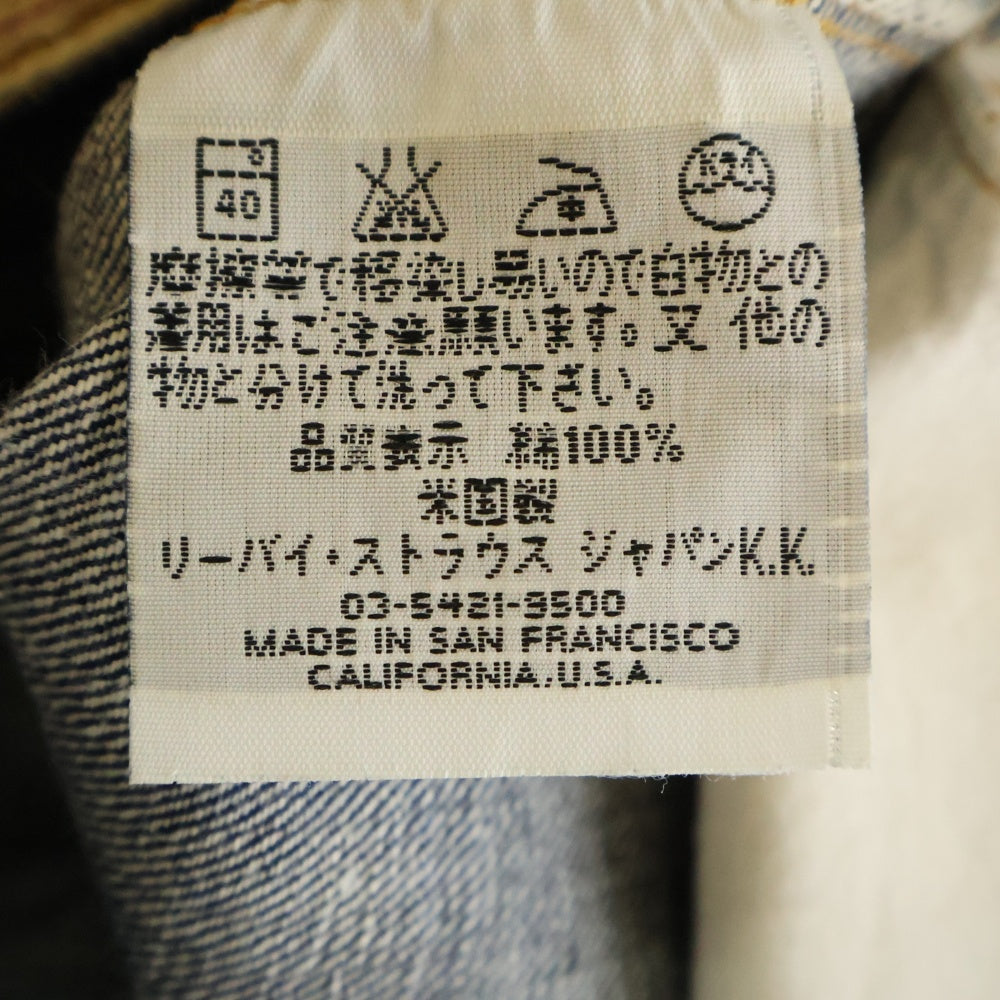 40
摩擦等で移染し易いので白物との
着用はご注意願います。又 他の
物と分けて洗って下さい。
品質表示 綿100%
米国製
リーバイ・ストラウス ジャパンK.K.
03-5421-9500
MADE IN SAN FRANCISCO
CALIFORNIA,U.S.A.